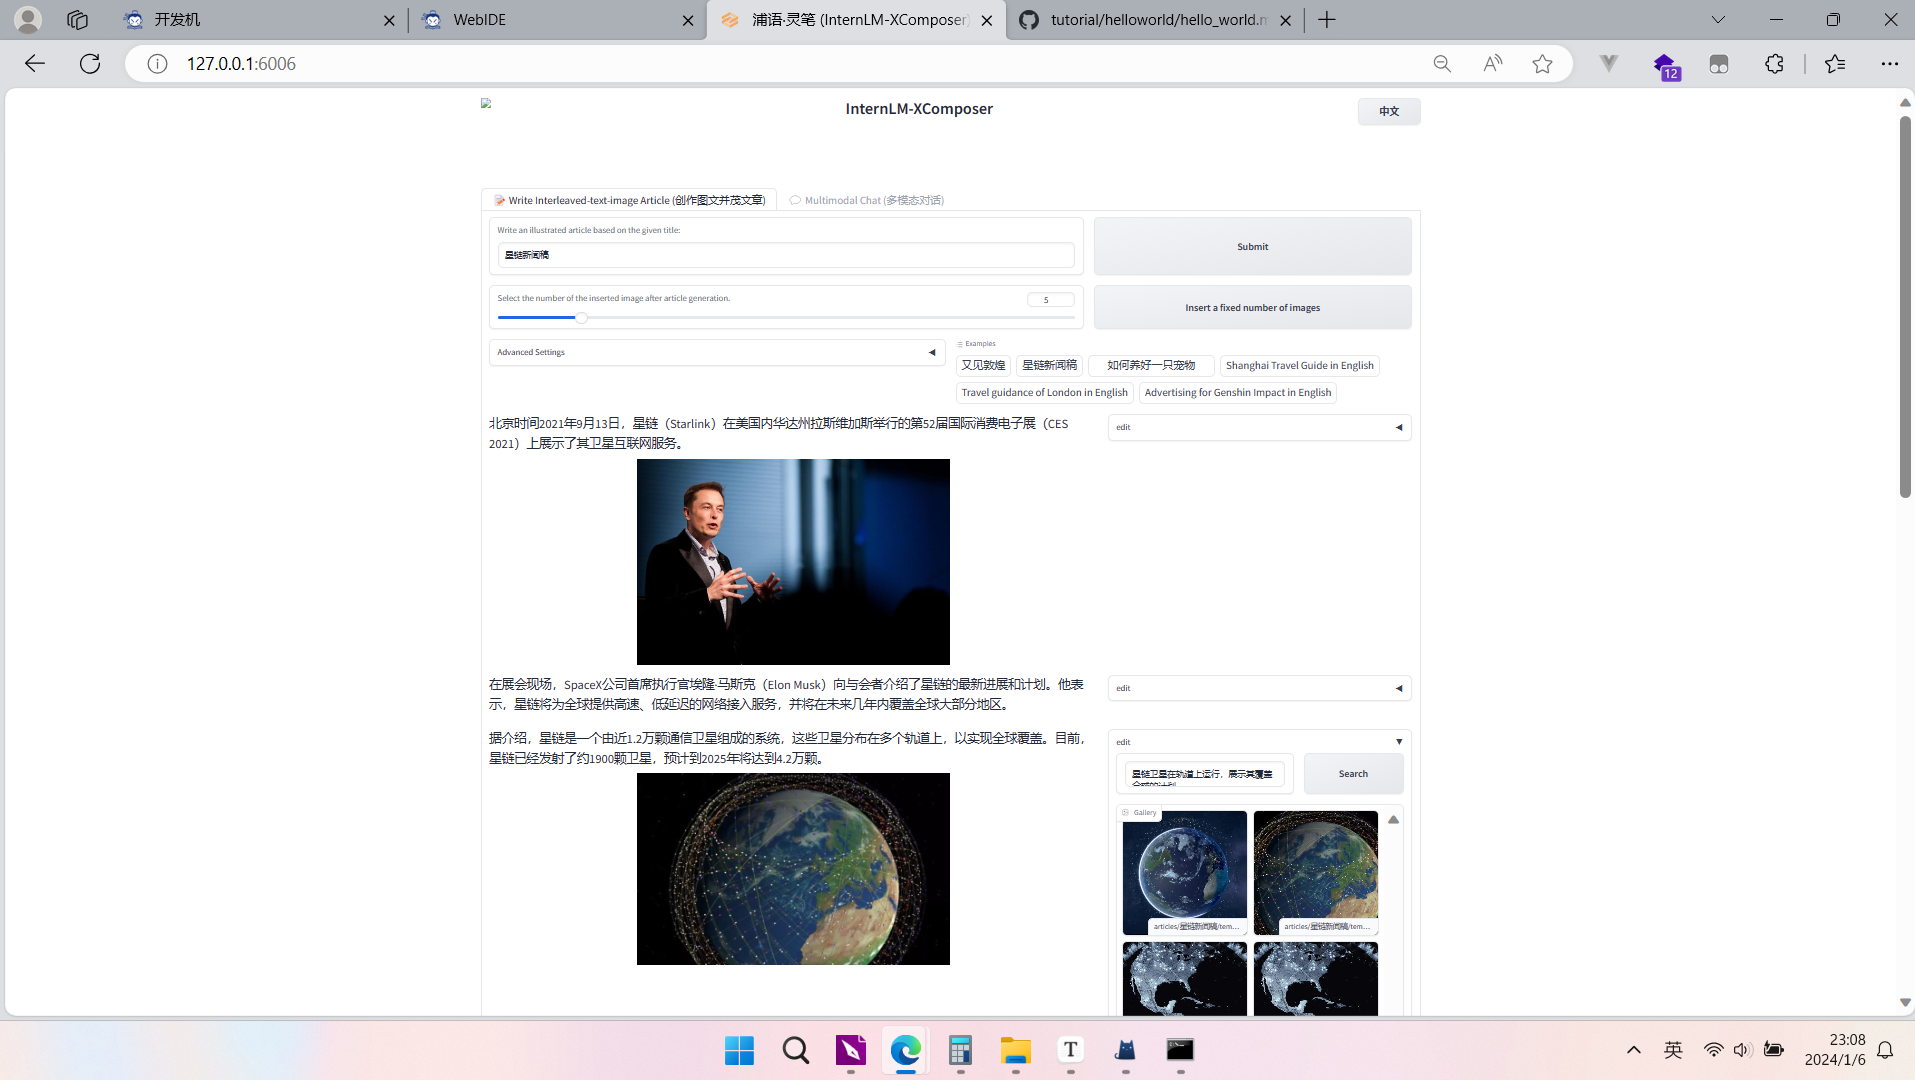 开发机
WebIDE
浦语·灵笔 (InternLM-XComposer)
tutorial/helloworld/hello_world.m
127.0.0.1:6006
12
InternLM-XComposer
中文
Write Interleaved-text-image Article (创作图文并茂文章)
Multimodal Chat (多模态对话)
Write an illustrated article based on the given title:
星链新闻稿
Submit
Select the number of the inserted image after article generation.
5
Insert a fixed number of images
Advanced Settings
Examples
又见敦煌
星链新闻稿
如何养好一只宠物
Shanghai Travel Guide in English
Travel guidance of London in English
Advertising for Genshin Impact in English
北京时间2021年9月13日，星链（Starlink）在美国内华达州拉斯维加斯举行的第52届国际消费电子展（CES
2021）上展示了其卫星互联网服务。
edit
在展会现场，SpaceX公司首席执行官埃隆·马斯克（Elon Musk）向与会者介绍了星链的最新进展和计划。他表
示，星链将为全球提供高速、低延迟的网络接入服务，并将在未来几年内覆盖全球大部分地区。
edit
据介绍，星链是一个由近1.2万颗通信卫星组成的系统，这些卫星分布在多个轨道上，以实现全球覆盖。目前，
星链已经发射了约1900颗卫星，预计到2025年将达到4.2万颗。
edit
星链卫星在轨道上运行，展示其覆盖
全球的计划
Search
Gallery
articles/星链新闻稿/tem...
articles/星链新闻稿/tem...
英
23:08
2024/1/6